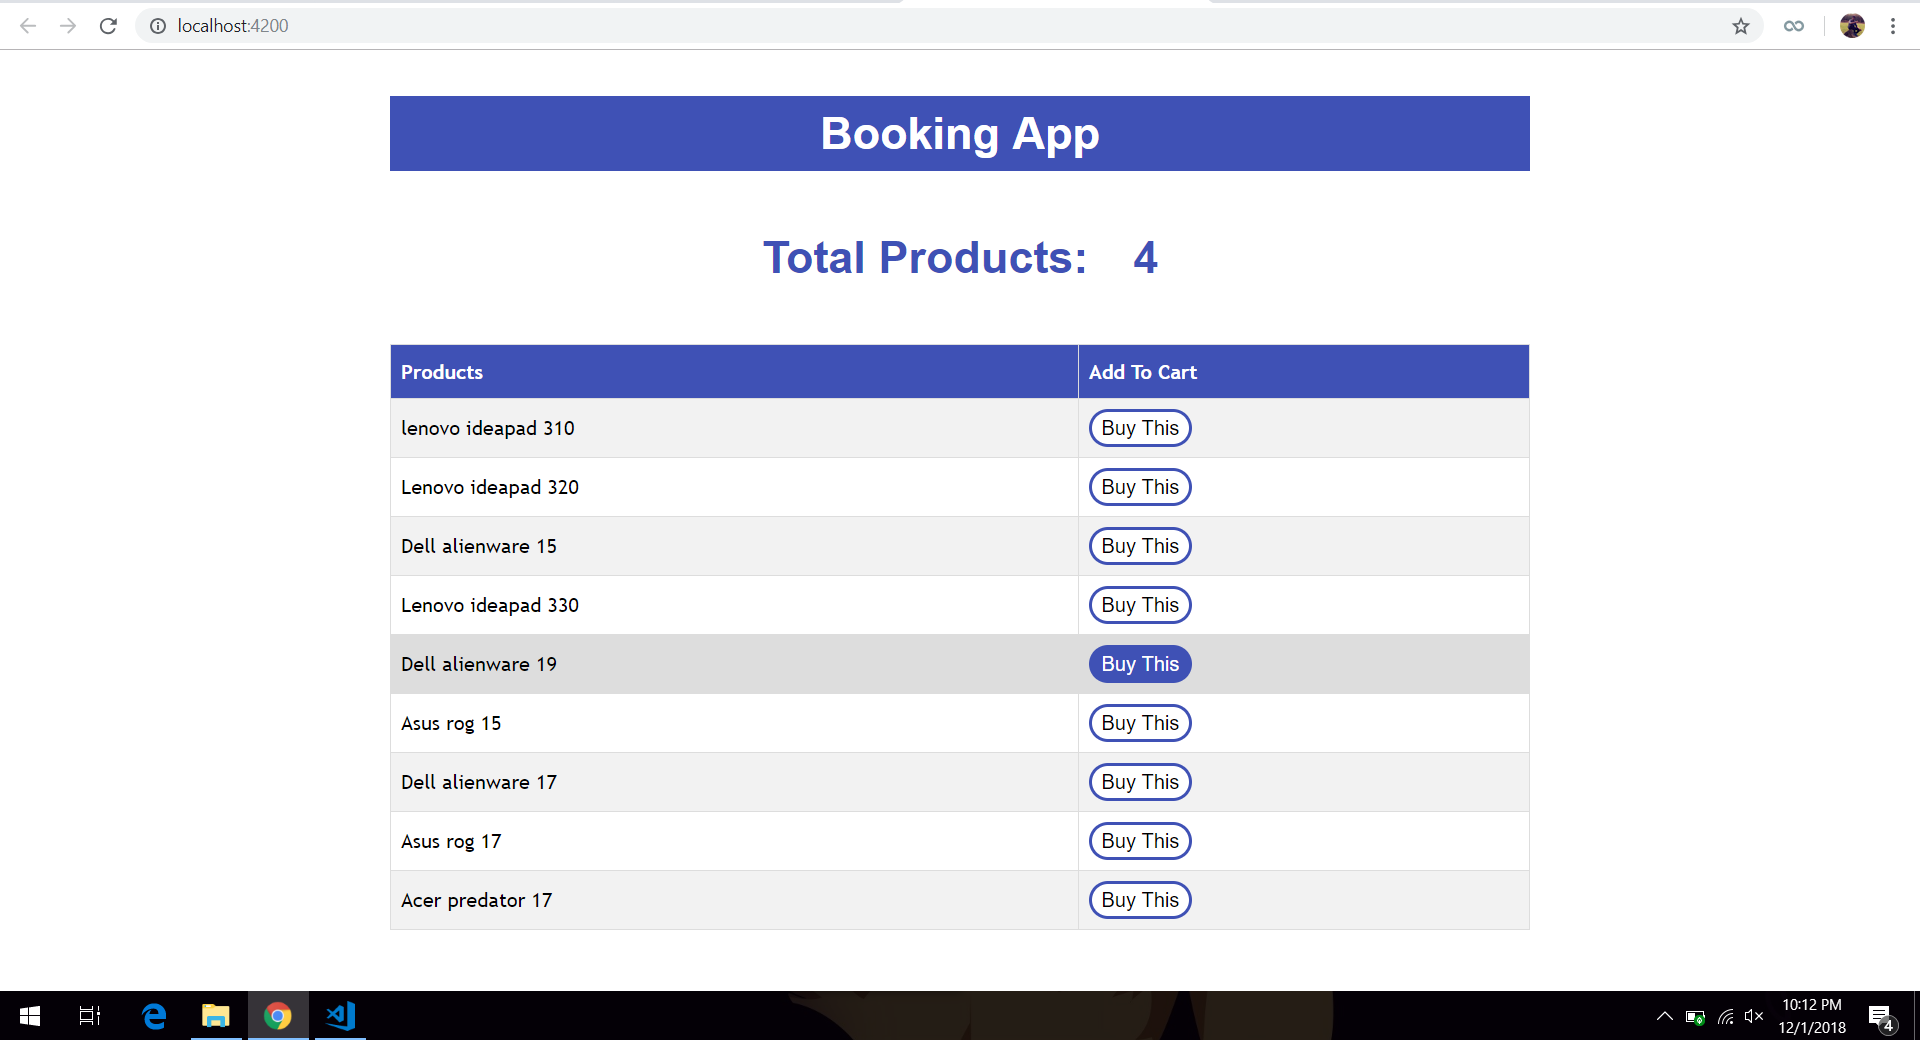 localhost:4200
Booking App
Total Products: 4
Products Add To Cart
lenovo ideapad 310 Buy This
Lenovo ideapad 320 Buy This
Dell alienware 15 Buy This
Lenovo ideapad 330 Buy This
Dell alienware 19 Buy This
Asus rog 15 Buy This
Dell alienware 17 Buy This
Asus rog 17 Buy This
Acer predator 17 Buy This
10:12 PM
12/1/2018
4